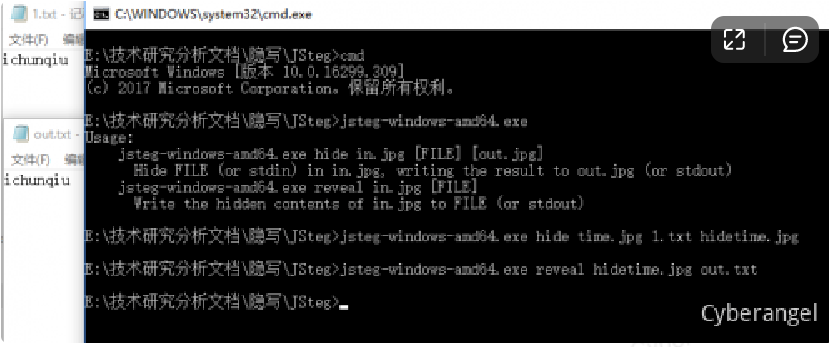 1.txt - 记
文件(F) 编辑
ichunqiu
out.txt -
文件(F) 编辑
ichunqiu
C:\WINDOWS\system32\cmd.exe
E:\技术研究分析文档\隐写\JSteg>cmd
Microsoft Windows [版本 10.0.16299.309]
(c) 2017 Microsoft Corporation。保留所有权利。
E:\技术研究分析文档\隐写\JSteg>jsteg-windows-amd64.exe
Usage:
jsteg-windows-amd64.exe hide in.jpg [FILE] [out.jpg]
Hide FILE (or stdin) in in.jpg, writing the result to out.jpg (or stdout)
jsteg-windows-amd64.exe reveal in.jpg [FILE]
Write the hidden contents of in.jpg to FILE (or stdout)
E:\技术研究分析文档\隐写\JSteg>jsteg-windows-amd64.exe hide time.jpg 1.txt hidetime.jpg
E:\技术研究分析文档\隐写\JSteg>jsteg-windows-amd64.exe reveal hidetime.jpg out.txt
E:\技术研究分析文档\隐写\JSteg>
Cyberangel